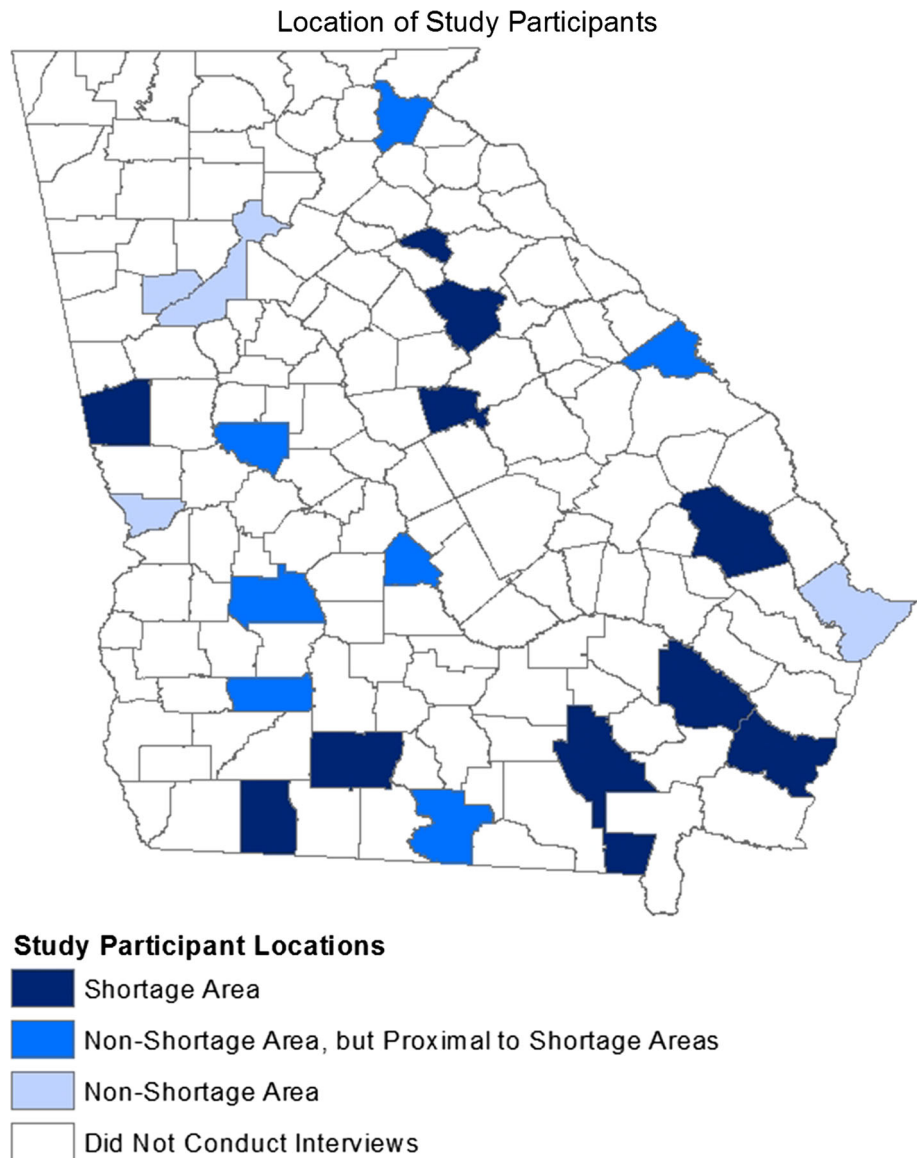 Location of Study Participants
Study Participant Locations
Shortage Area
Non-Shortage Area, but Proximal to Shortage Areas
Non-Shortage Area
Did Not Conduct Interviews